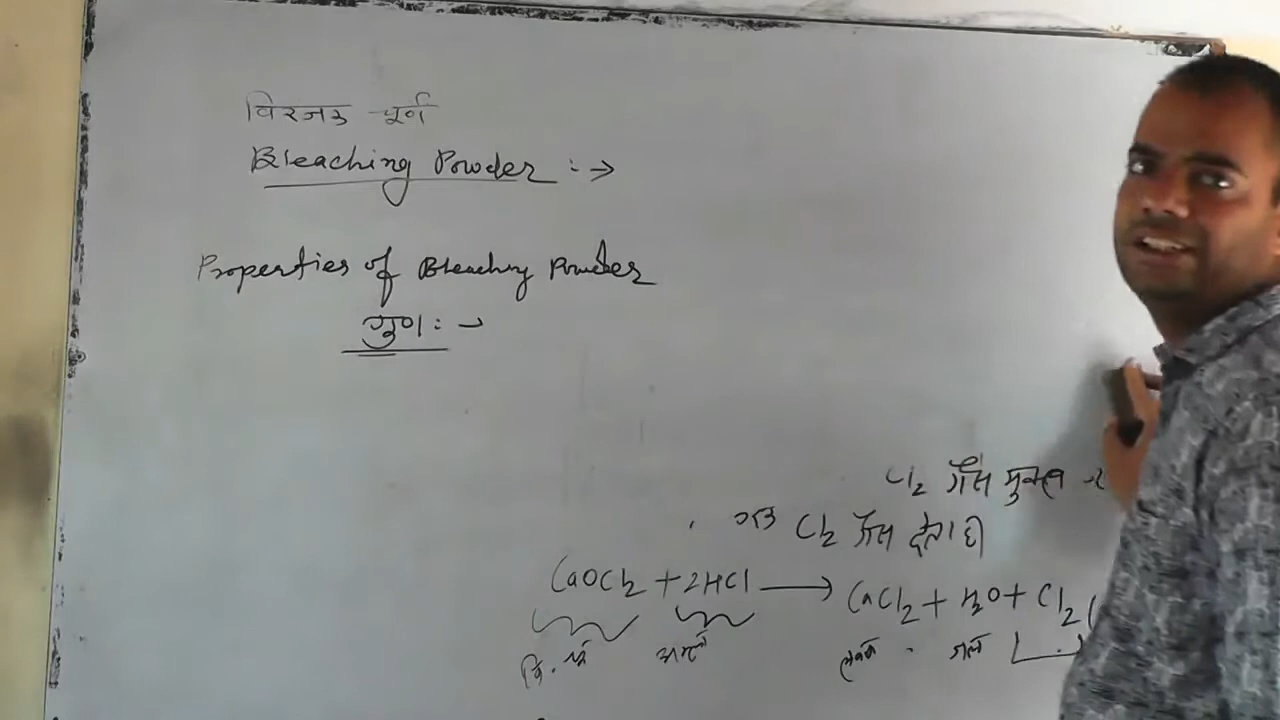 विरंजक चूर्ण
Bleaching Powder :→
Properties of Bleaching Powder
गुण :→
Cl₂ गैस मुक्त
Cl₂ गैस देता है
CaOCl₂ + 2HCl ⟶ CaCl₂ + H₂O + Cl₂ (
वि. चूर्ण अम्ल लवण जल